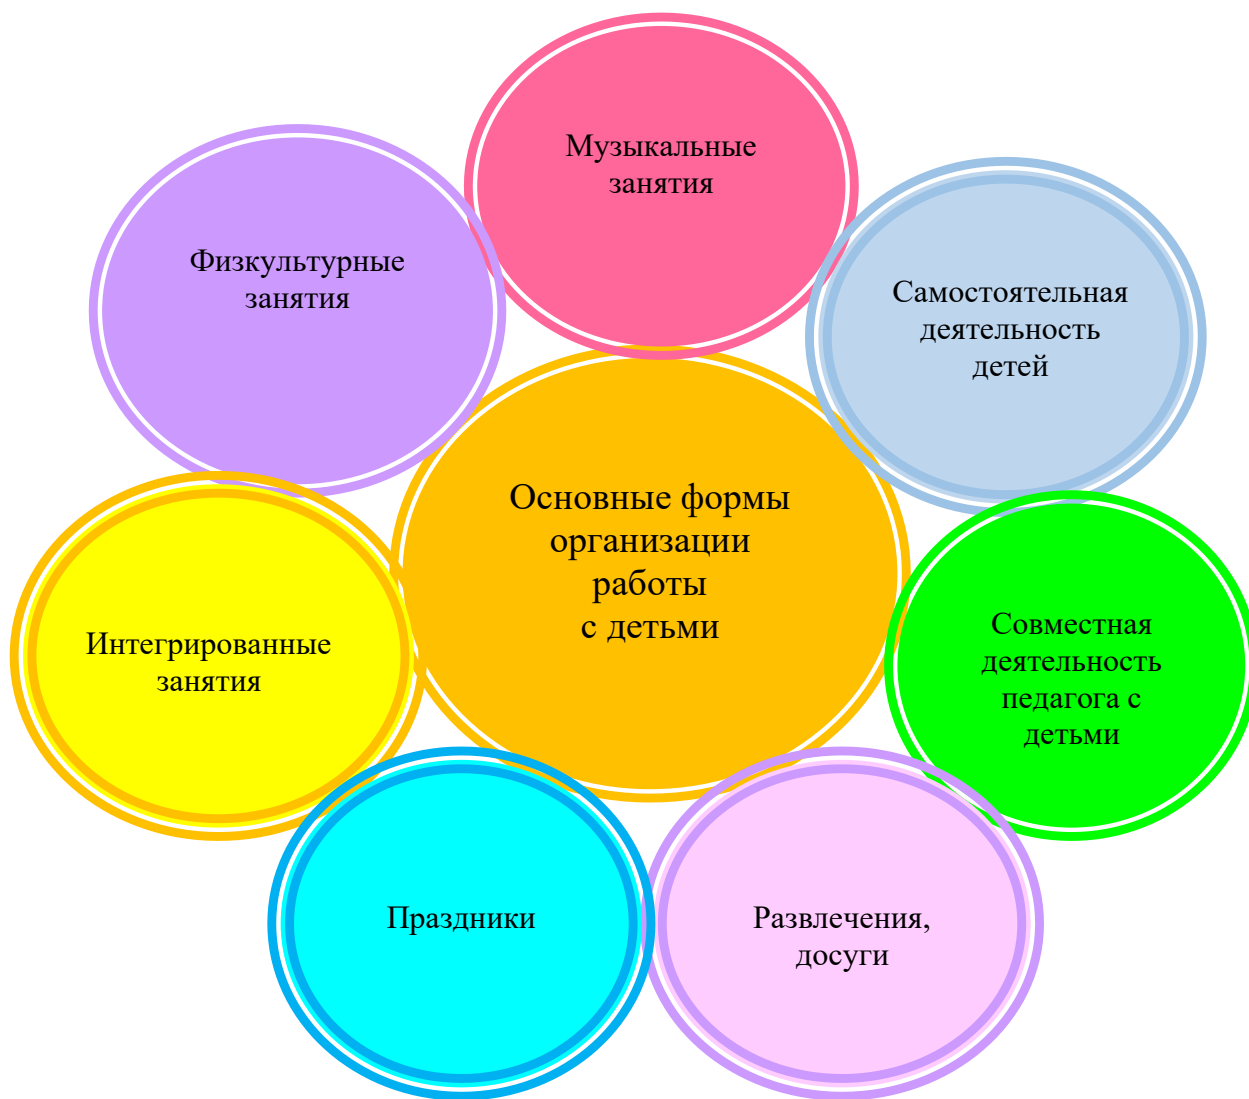 Музыкальные
занятия
Физкультурные
занятия
Самостоятельная
деятельность
детей
Основные формы
организации
работы
с детьми
Интегрированные
занятия
Совместная
деятельность
педагога с
детьми
Праздники
Развлечения,
досуги